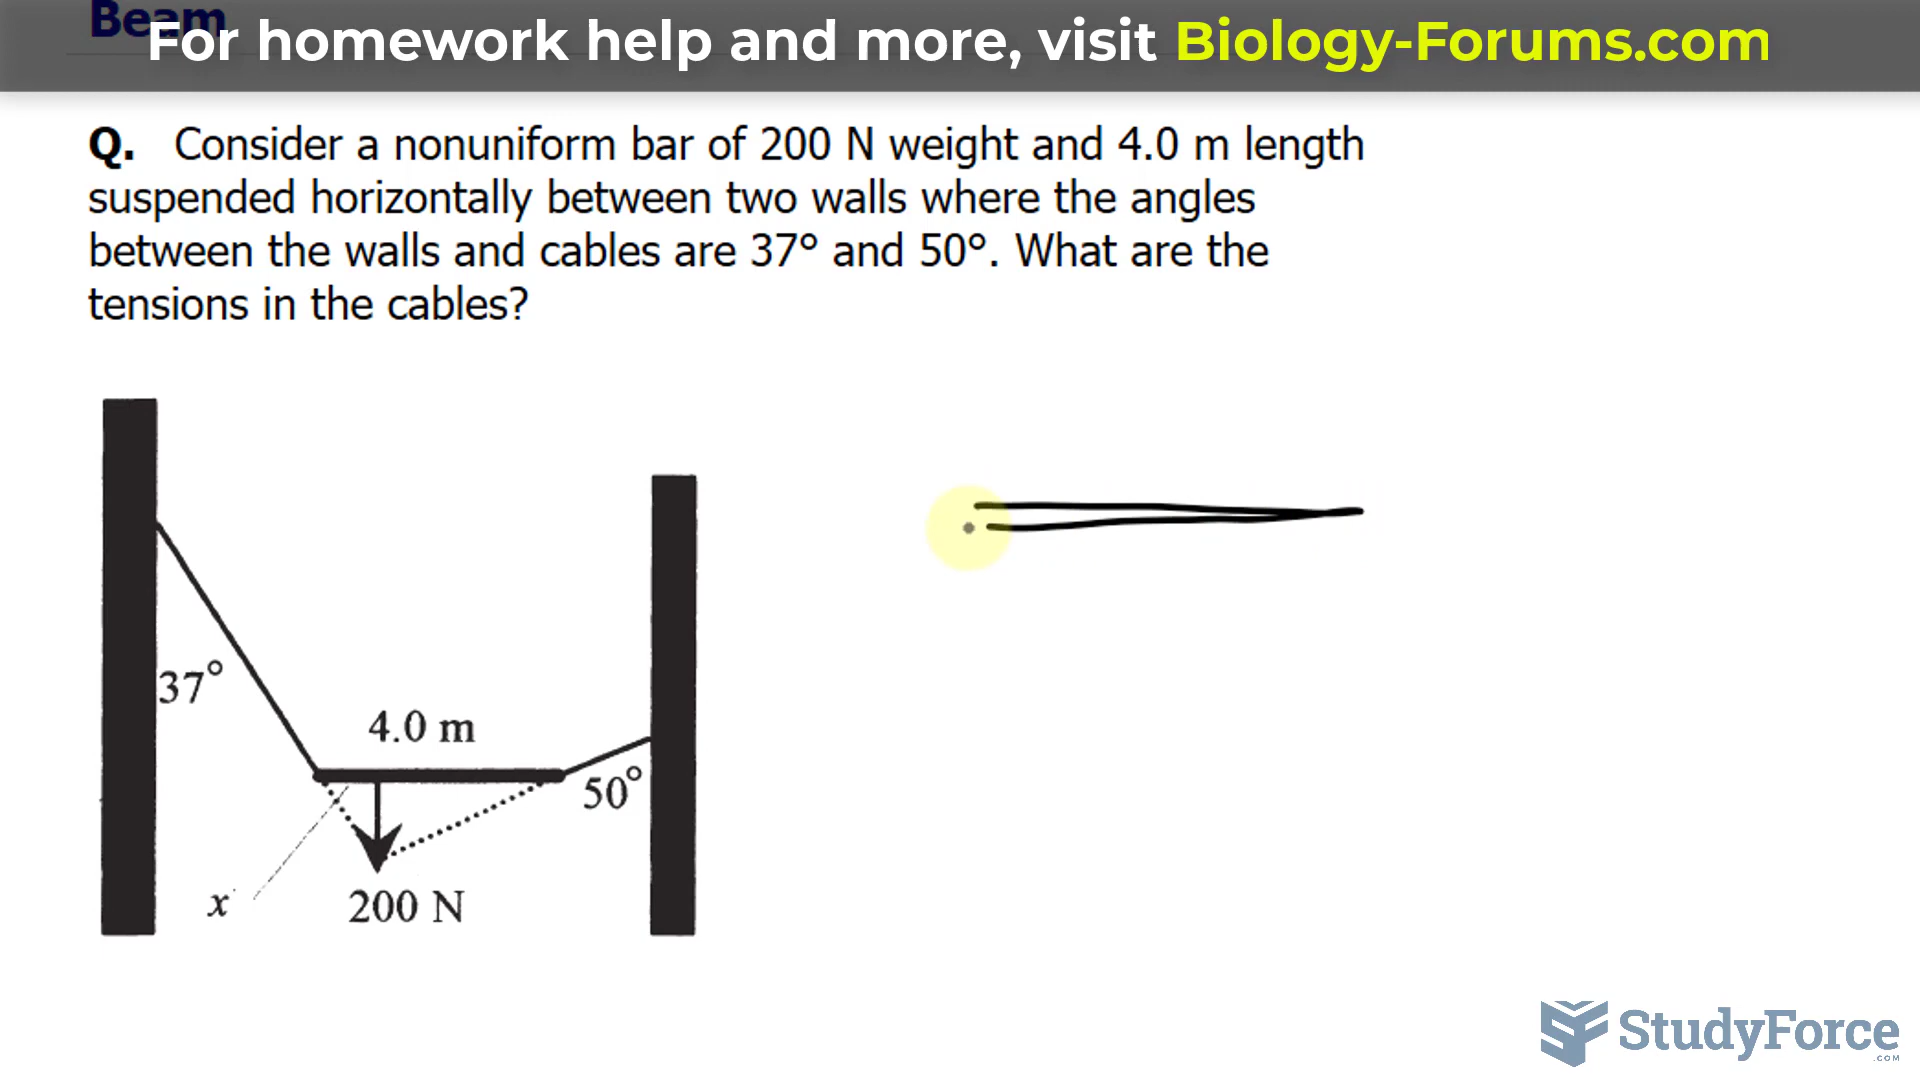 Beam
For homework help and more, visit Biology-Forums.com
Q. Consider a nonuniform bar of 200 N weight and 4.0 m length
suspended horizontally between two walls where the angles
between the walls and cables are 37° and 50°. What are the
tensions in the cables?
37°
4.0 m
50°
x
200 N
StudyForce
.COM